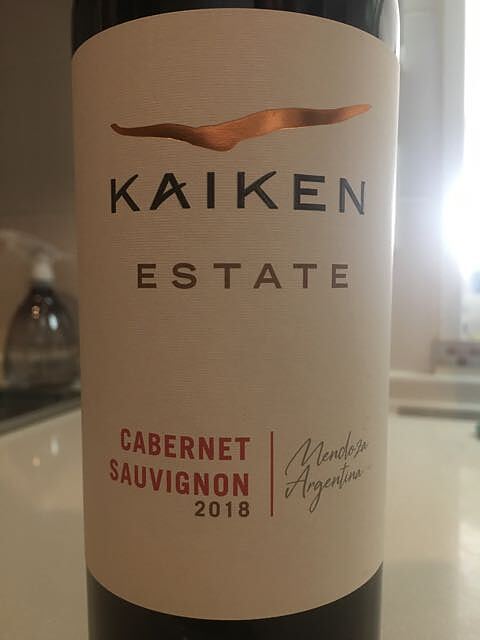 KAIKEN
ESTATE
CABERNET
SAUVIGNON
2018
Mendoza
Argentina